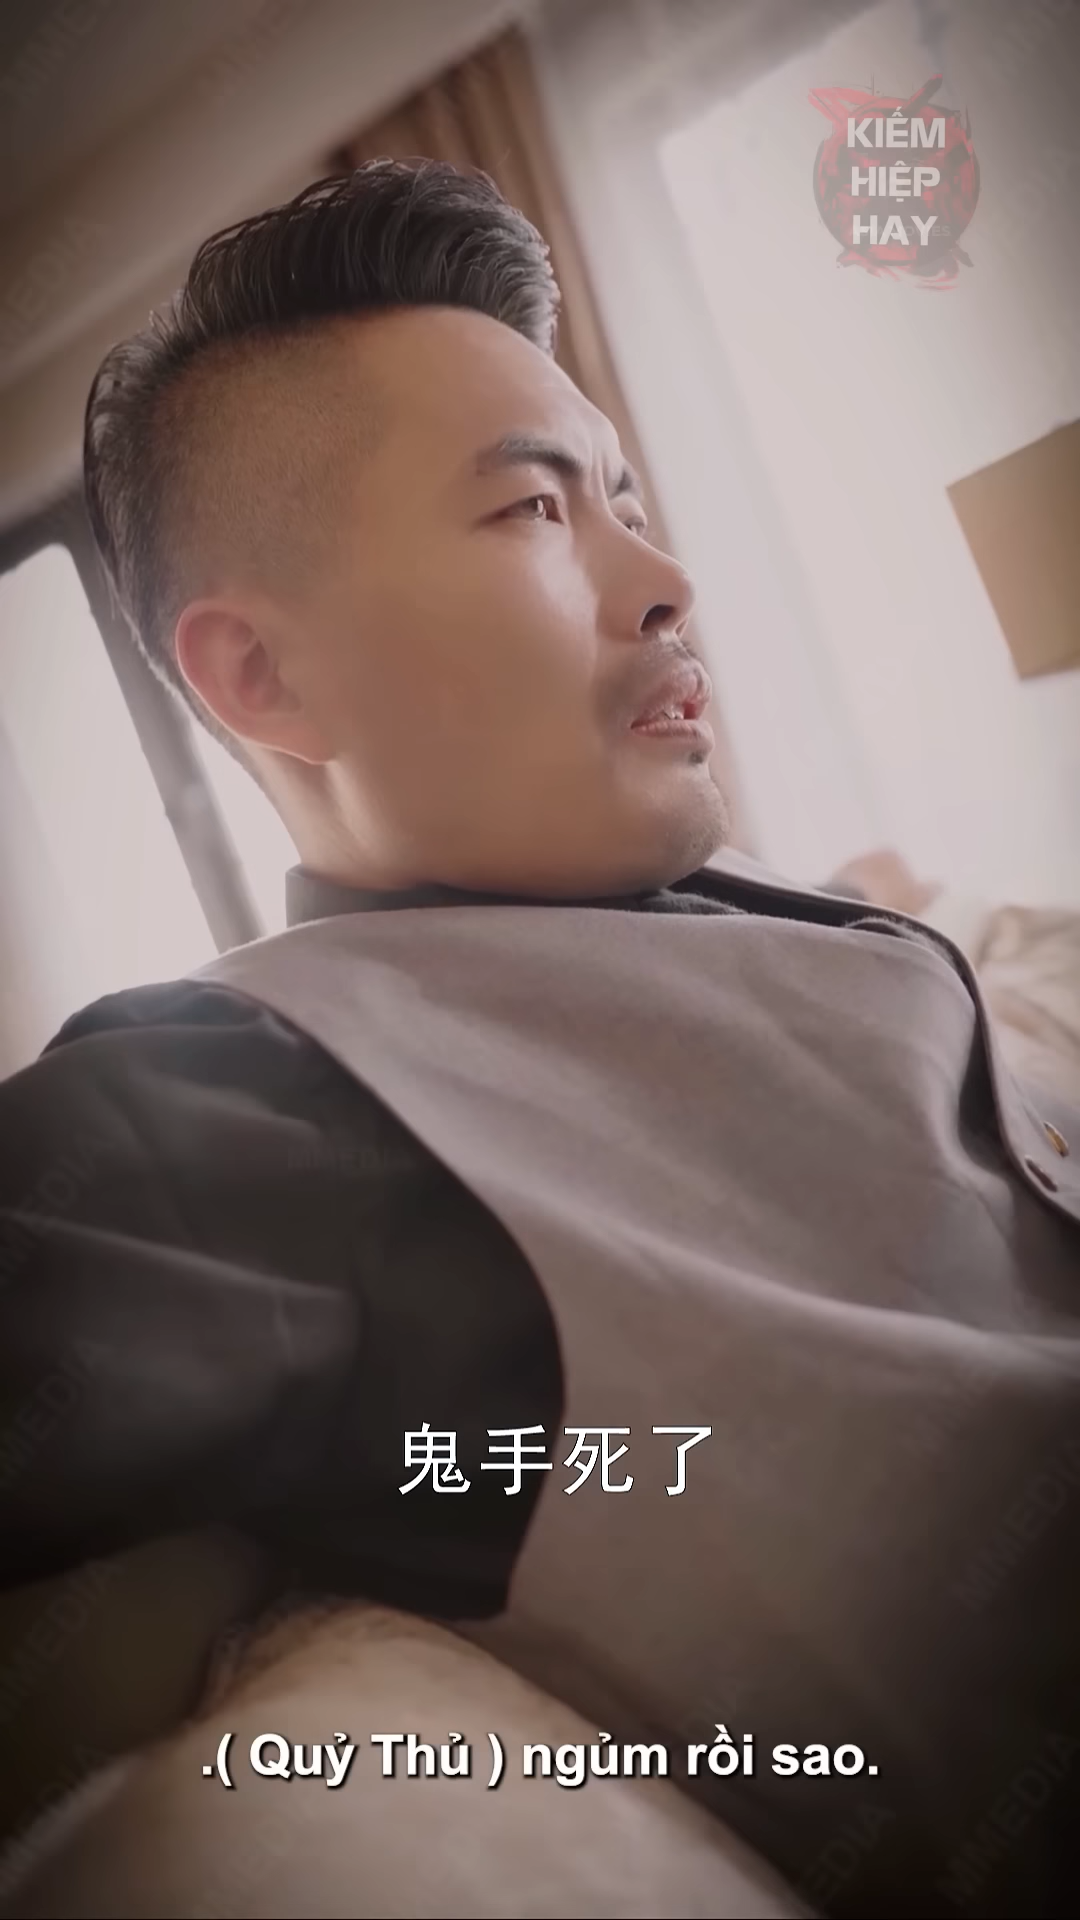 KIẾM
HIỆP
HAY
鬼手死了
.( Quỷ Thủ ) ngủm rồi sao.